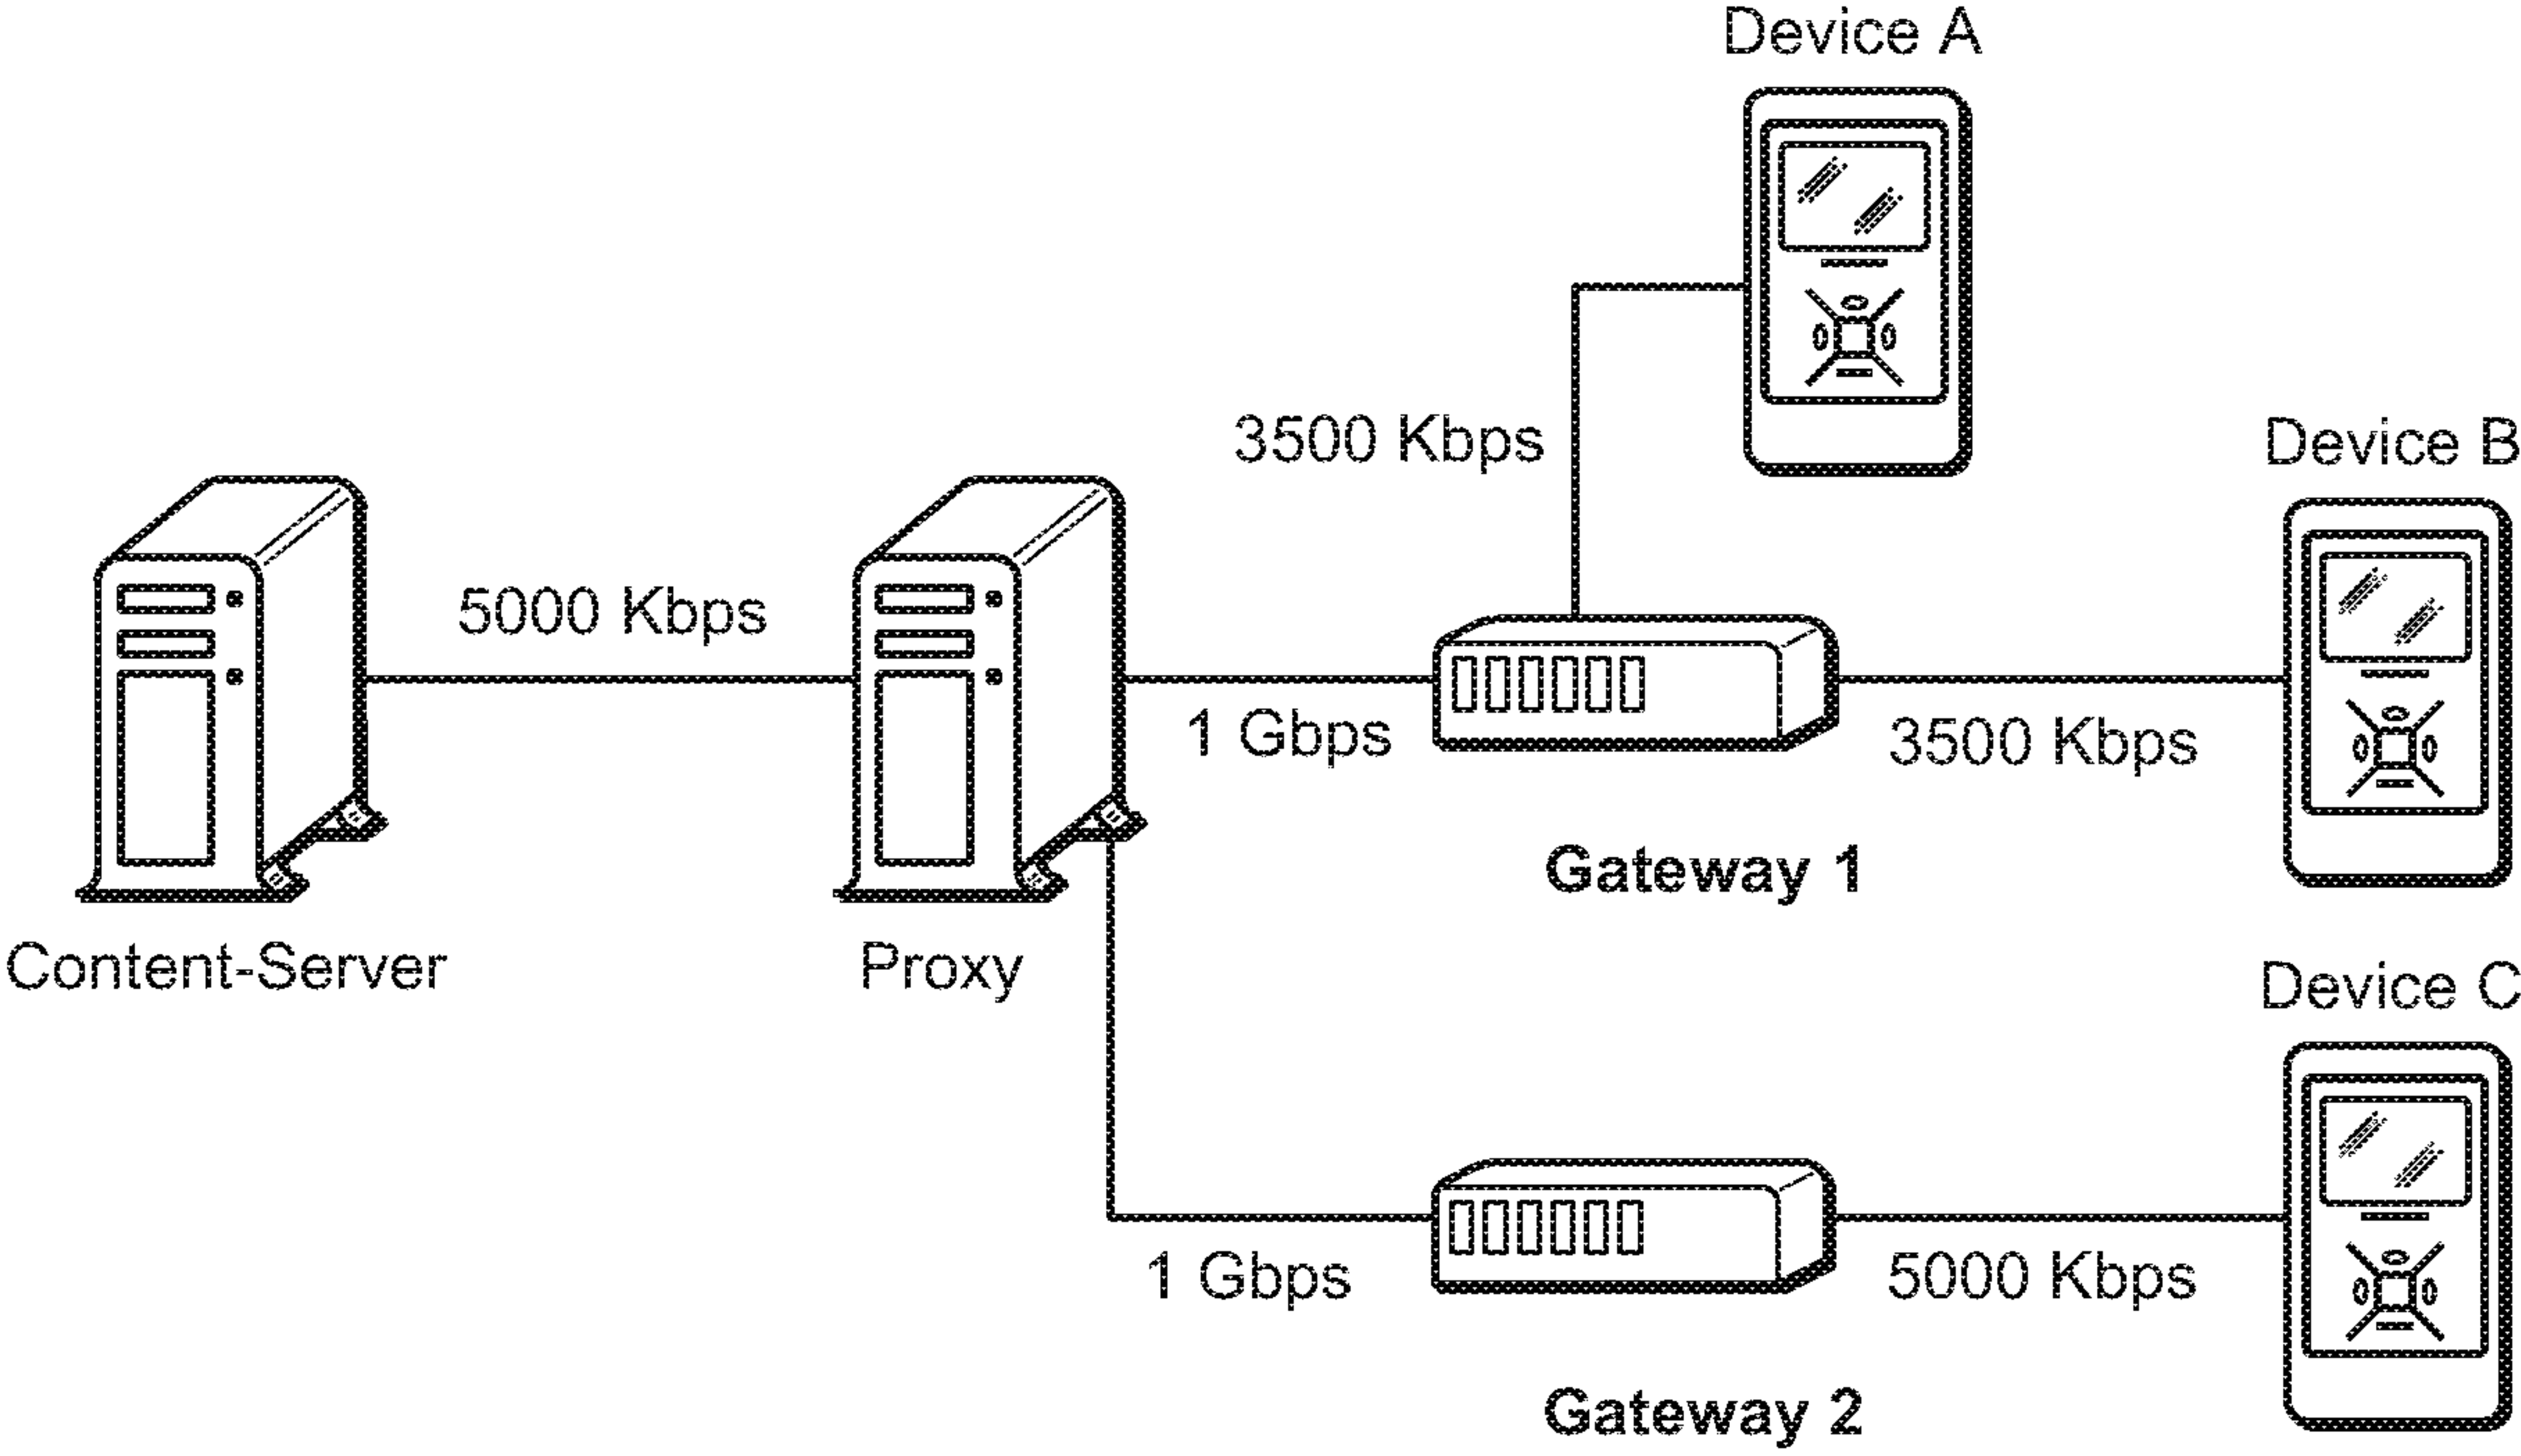 Device A
3500 Kbps
Device B
5000 Kbps
1 Gbps
3500 Kbps
Gateway 1
Content-Server
Proxy
Device C
1 Gbps
5000 Kbps
Gateway 2